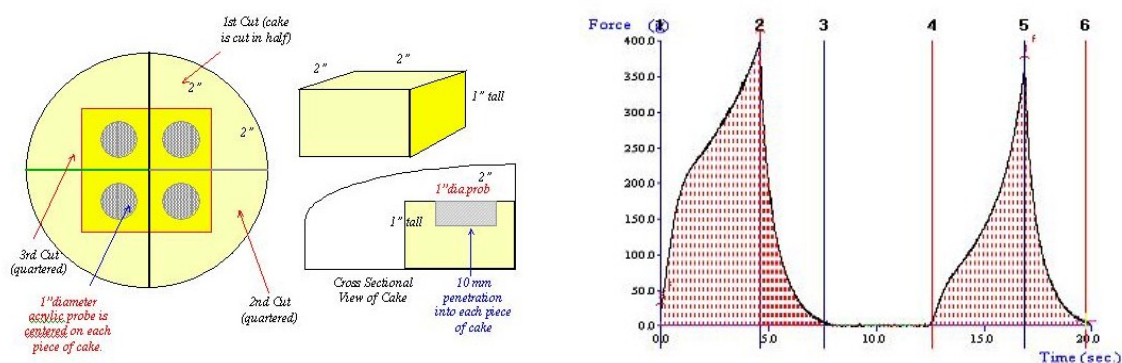 1st Cut (cake
is cut in half)
2"
2"
3rd Cut
(quartered)
1" diameter
acrylic probe is
centered on each
piece of cake.
2nd Cut
(quartered)
2"
2"
1" tall
2"
1"dia.prob
1" tall
Cross Sectional
View of Cake
10 mm
penetration
into each piece
of cake
Force (g)
1 2 3 4 5 6
F
400.0
350.0
300.0
250.0
200.0
150.0
100.0
50.0
0.0
0.0 5.0 10.0 15.0 20.0
Time (sec.)